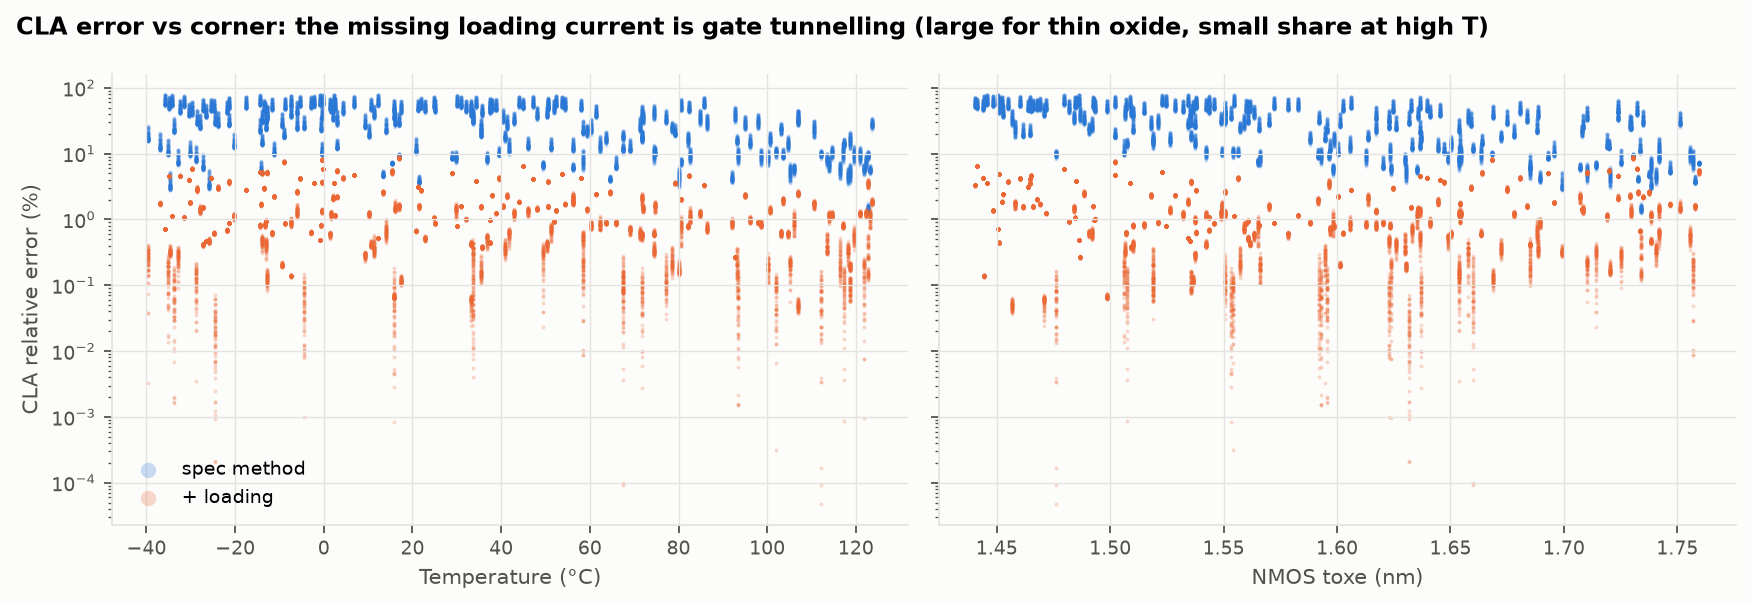 CLA error vs corner: the missing loading current is gate tunnelling (large for thin oxide, small share at high T)
CLA relative error (%)
10²
10¹
10⁰
10⁻¹
10⁻²
10⁻³
10⁻⁴
spec method
+ loading
−40 −20 0 20 40 60 80 100 120
Temperature (°C)
1.45 1.50 1.55 1.60 1.65 1.70 1.75
NMOS toxe (nm)